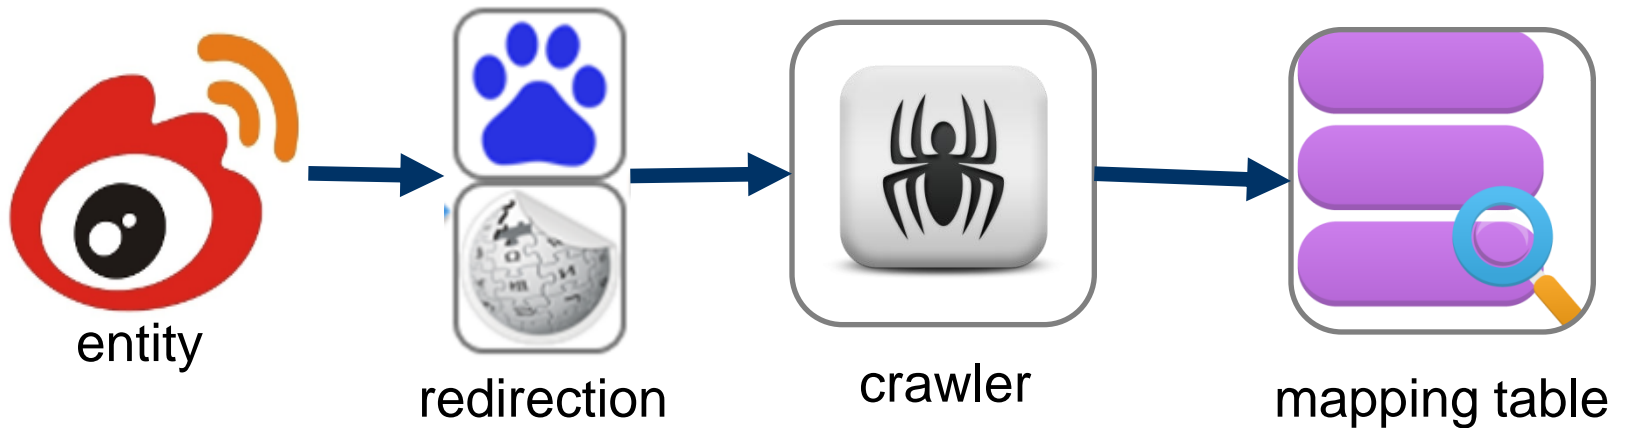 entity
redirection
crawler
mapping table